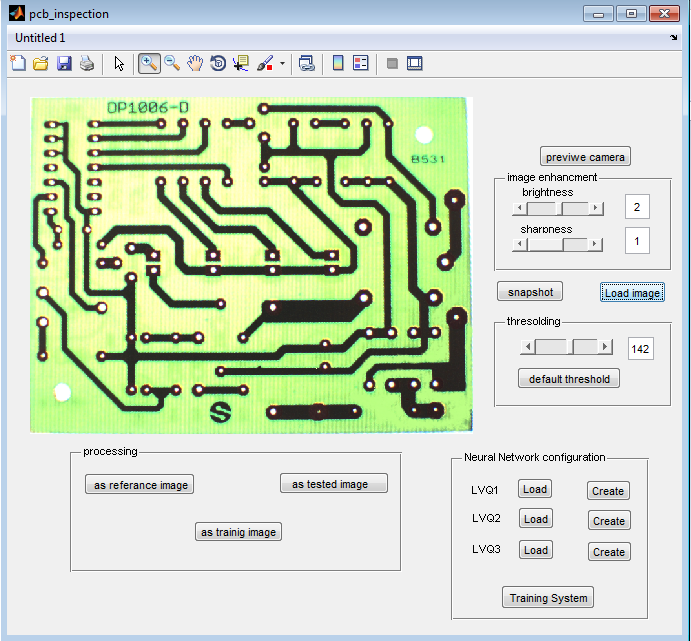 pcb_inspection
Untitled 1
DP1006-D
B531
previwe camera
image enhancment
brightness
2
sharpness
1
snapshot
Load image
thresolding
142
default threshold
processing
as referance image
as tested image
as trainig image
Neural Network configuration
LVQ1 Load Create
LVQ2 Load Create
LVQ3 Load Create
Training System